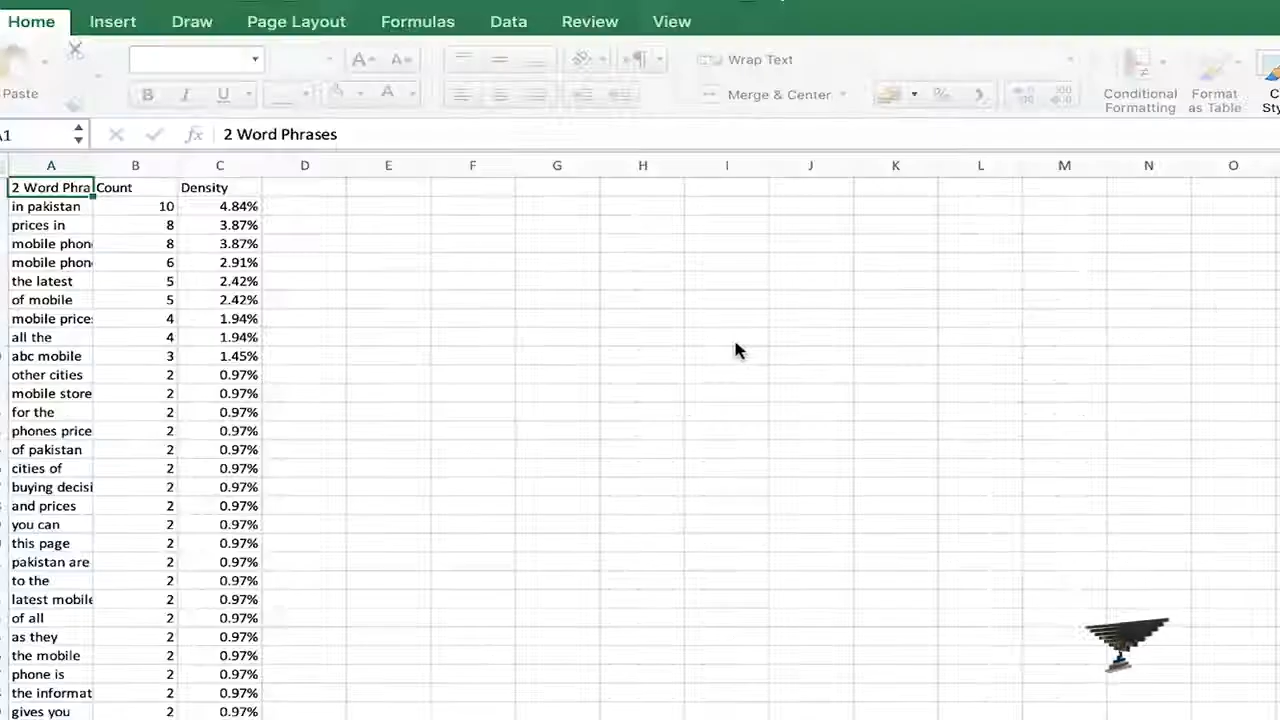 Home Insert Draw Page Layout Formulas Data Review View
Wrap Text
Paste B I U Merge & Center % Conditional Formatting Format as Table
A1 fx 2 Word Phrases
A B C D E F G H I J K L M N O
2 Word Phra Count Density
in pakistan 10 4.84%
prices in 8 3.87%
mobile phon 8 3.87%
mobile phon 6 2.91%
the latest 5 2.42%
of mobile 5 2.42%
mobile price 4 1.94%
all the 4 1.94%
abc mobile 3 1.45%
other cities 2 0.97%
mobile store 2 0.97%
for the 2 0.97%
phones price 2 0.97%
of pakistan 2 0.97%
cities of 2 0.97%
buying decisi 2 0.97%
and prices 2 0.97%
you can 2 0.97%
this page 2 0.97%
pakistan are 2 0.97%
to the 2 0.97%
latest mobile 2 0.97%
of all 2 0.97%
as they 2 0.97%
the mobile 2 0.97%
phone is 2 0.97%
the informat 2 0.97%
gives you 2 0.97%